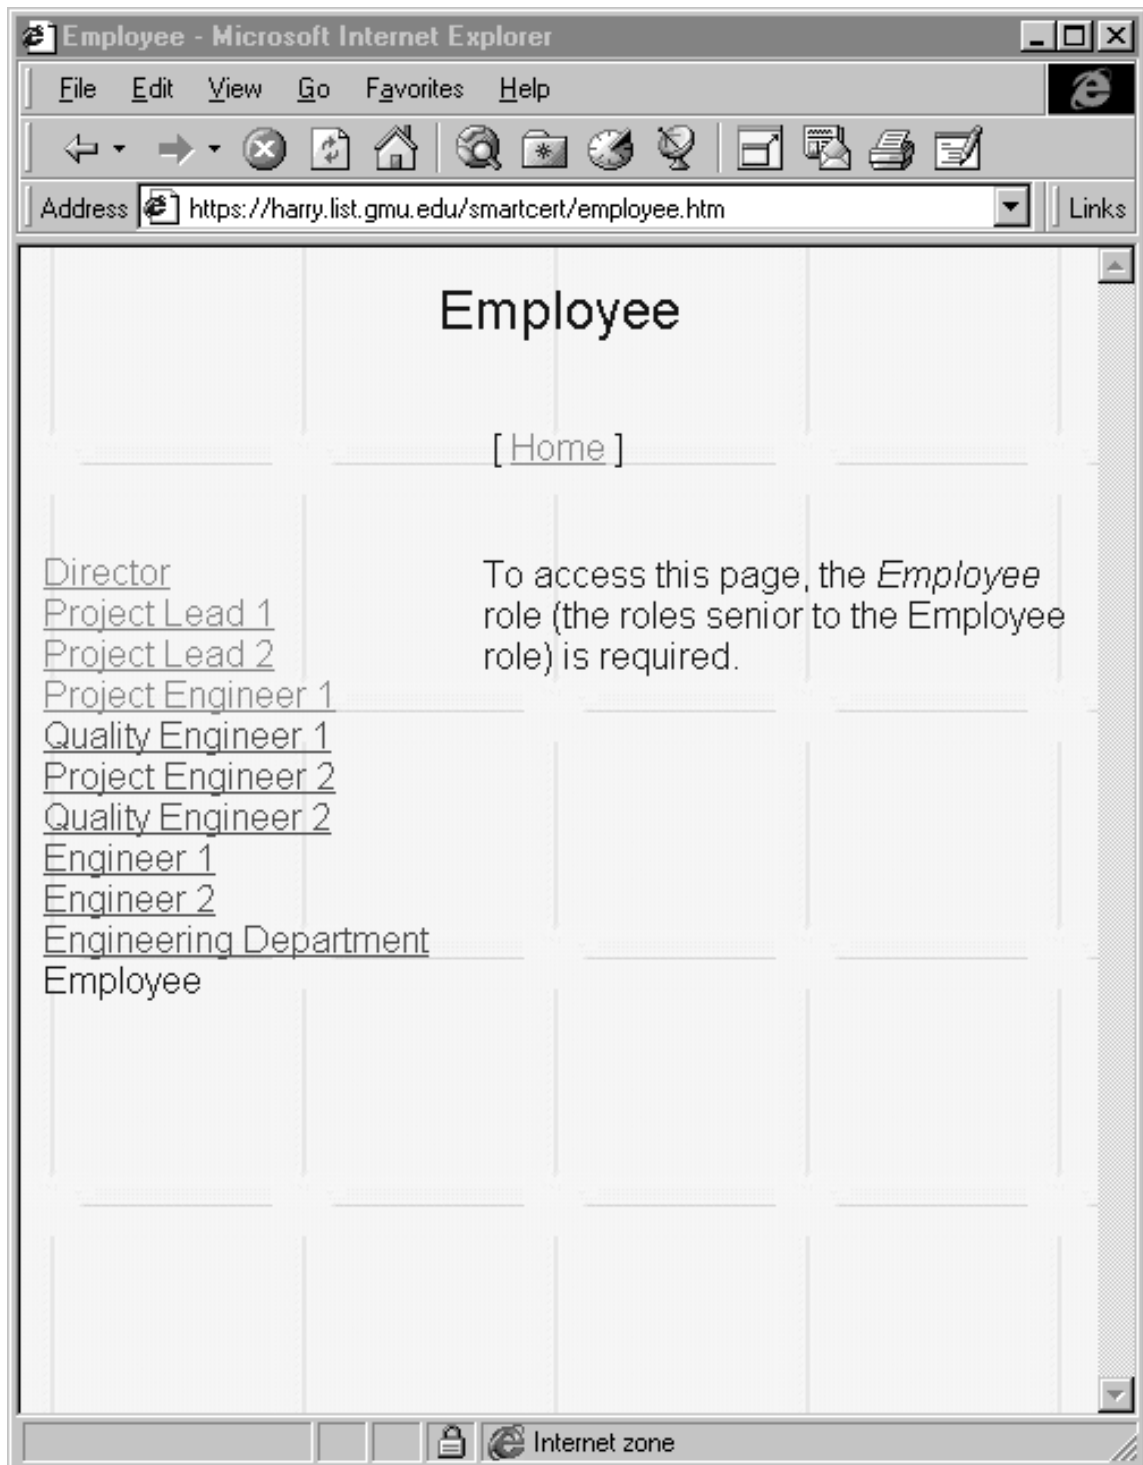 Employee - Microsoft Internet Explorer
File Edit View Go Favorites Help
Address https://harry.list.gmu.edu/smartcert/employee.htm Links
Employee
[ Home ]
Director
Project Lead 1
Project Lead 2
Project Engineer 1
Quality Engineer 1
Project Engineer 2
Quality Engineer 2
Engineer 1
Engineer 2
Engineering Department
Employee
To access this page, the Employee
role (the roles senior to the Employee
role) is required.
Internet zone